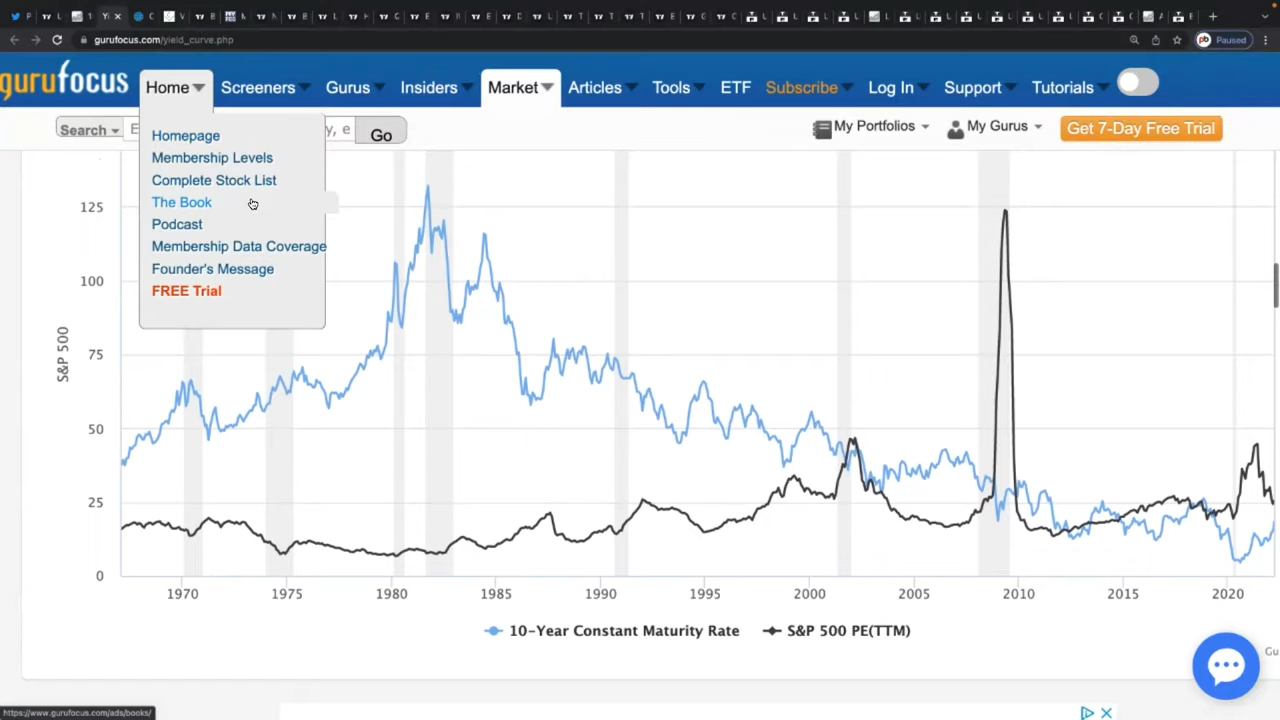 gurufocus.com/yield_curve.php
Paused
gurufocus
Home
Screeners
Gurus
Insiders
Market
Articles
Tools
ETF
Subscribe
Log In
Support
Tutorials
Search
E
y, e
Go
My Portfolios
My Gurus
Get 7-Day Free Trial
Homepage
Membership Levels
Complete Stock List
The Book
Podcast
Membership Data Coverage
Founder's Message
FREE Trial
125
100
75
50
25
0
S&P 500
1970
1975
1980
1985
1990
1995
2000
2005
2010
2015
2020
10-Year Constant Maturity Rate
S&P 500 PE(TTM)
Gu
https://www.gurufocus.com/ads/books/